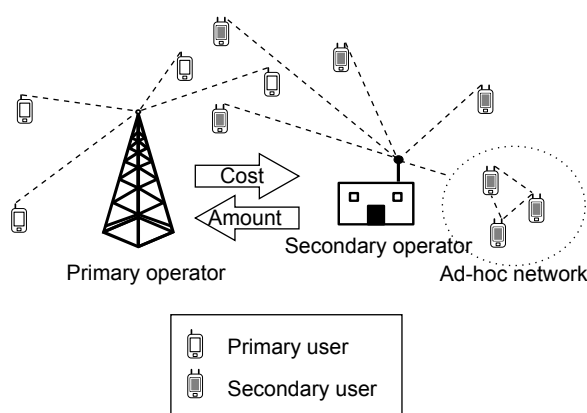 Cost
Amount
Primary operator
Secondary operator
Ad-hoc network
Primary user
Secondary user